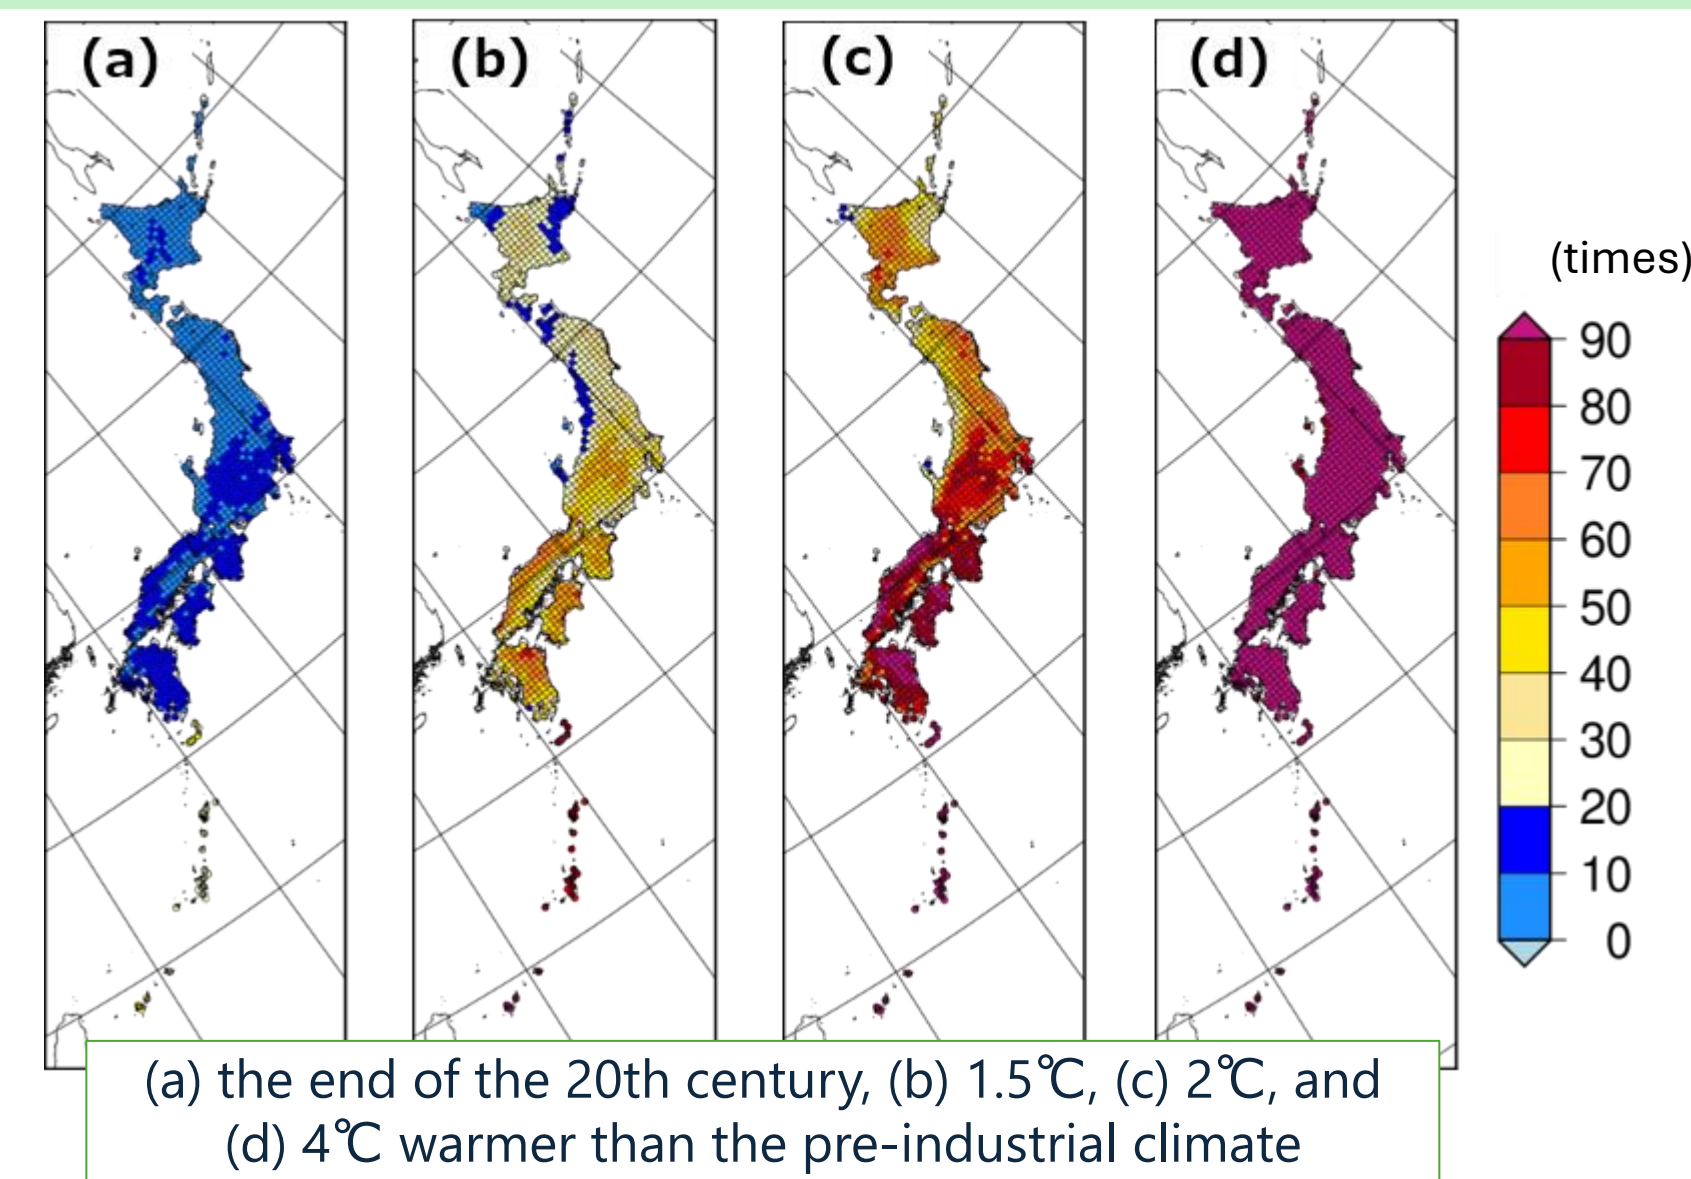 (a)
(b)
(c)
(d)
(times)
90
80
70
60
50
40
30
20
10
0
(a) the end of the 20th century, (b) 1.5℃, (c) 2℃, and
(d) 4℃ warmer than the pre-industrial climate